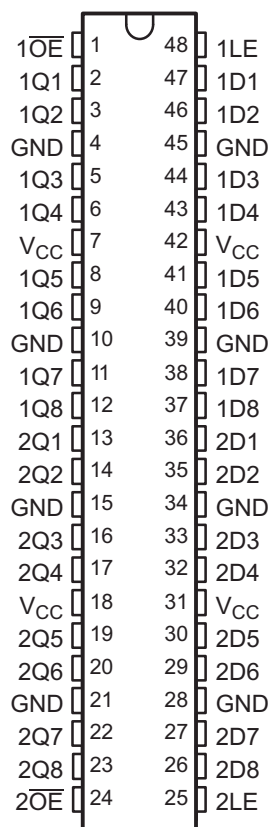 1O̅E̅ 1 48 1LE
1Q1 2 47 1D1
1Q2 3 46 1D2
GND 4 45 GND
1Q3 5 44 1D3
1Q4 6 43 1D4
VCC 7 42 VCC
1Q5 8 41 1D5
1Q6 9 40 1D6
GND 10 39 GND
1Q7 11 38 1D7
1Q8 12 37 1D8
2Q1 13 36 2D1
2Q2 14 35 2D2
GND 15 34 GND
2Q3 16 33 2D3
2Q4 17 32 2D4
VCC 18 31 VCC
2Q5 19 30 2D5
2Q6 20 29 2D6
GND 21 28 GND
2Q7 22 27 2D7
2Q8 23 26 2D8
2O̅E̅ 24 25 2LE